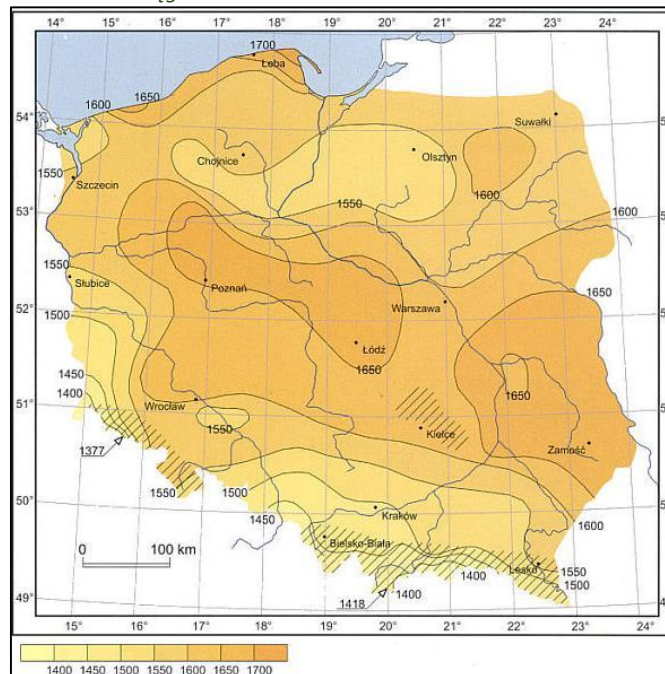 14° 15° 16° 17° 18° 19° 20° 21° 22° 23°
1700
Łeba
1650
1600
54°
Suwałki
Chojnice
Olsztyn
1550
Szczecin
1550
1600
53°
1600
1550
1650
Słubice
Poznań
Warszawa
52°
1500
Łódź
1650
1450
51°
1400
Wrocław
1650
1550
Kielce
Zamość
1377
1550
1500
50°
1450
Kraków
1600
0 100 km
Bielsko-Biała
Lesko
1550
1500
1400
1400
1418
49°
15° 16° 17° 18° 19° 20° 21° 22° 23°
1400 1450 1500 1550 1600 1650 1700